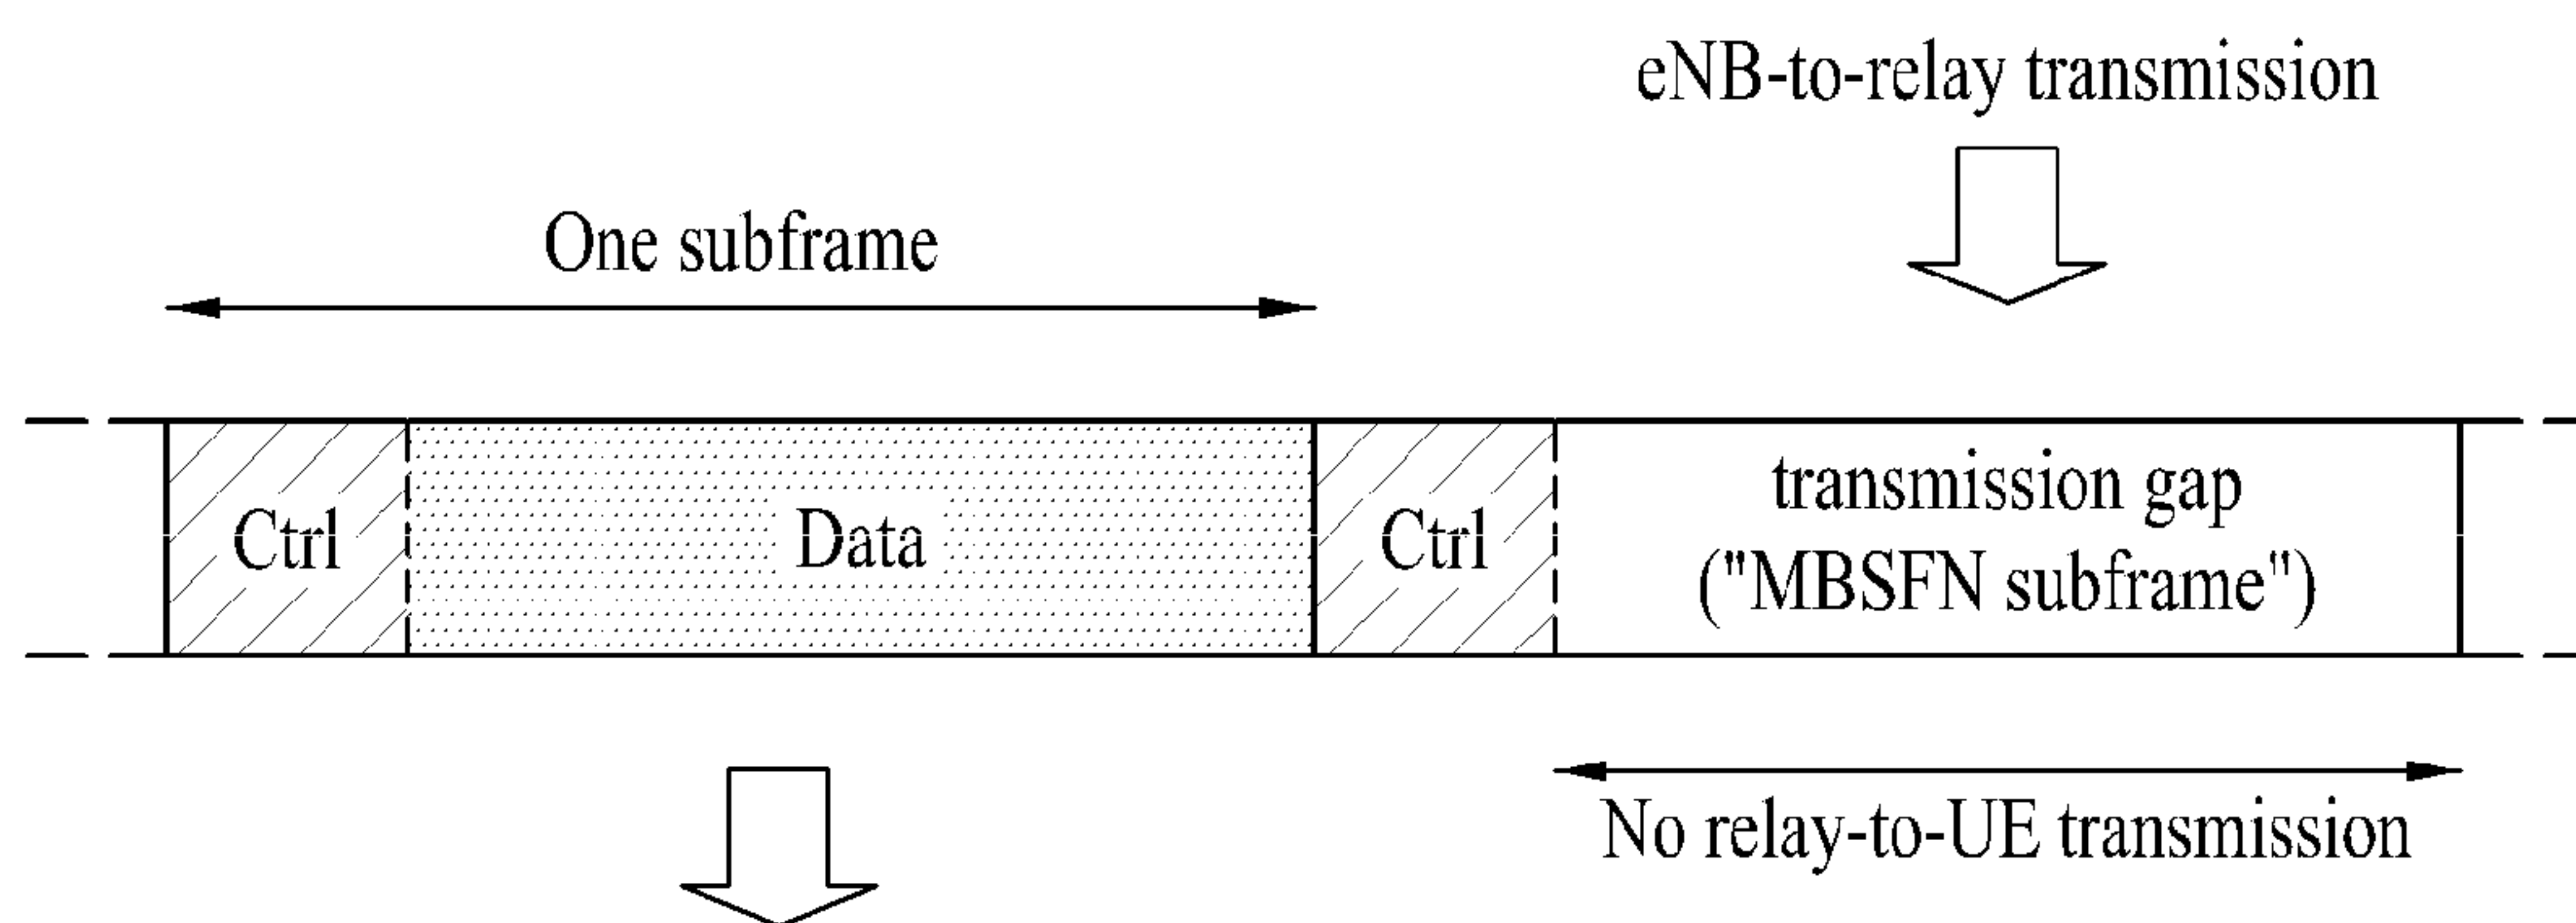 eNB-to-relay transmission
One subframe
Ctrl
Data
Ctrl
transmission gap
("MBSFN subframe")
No relay-to-UE transmission